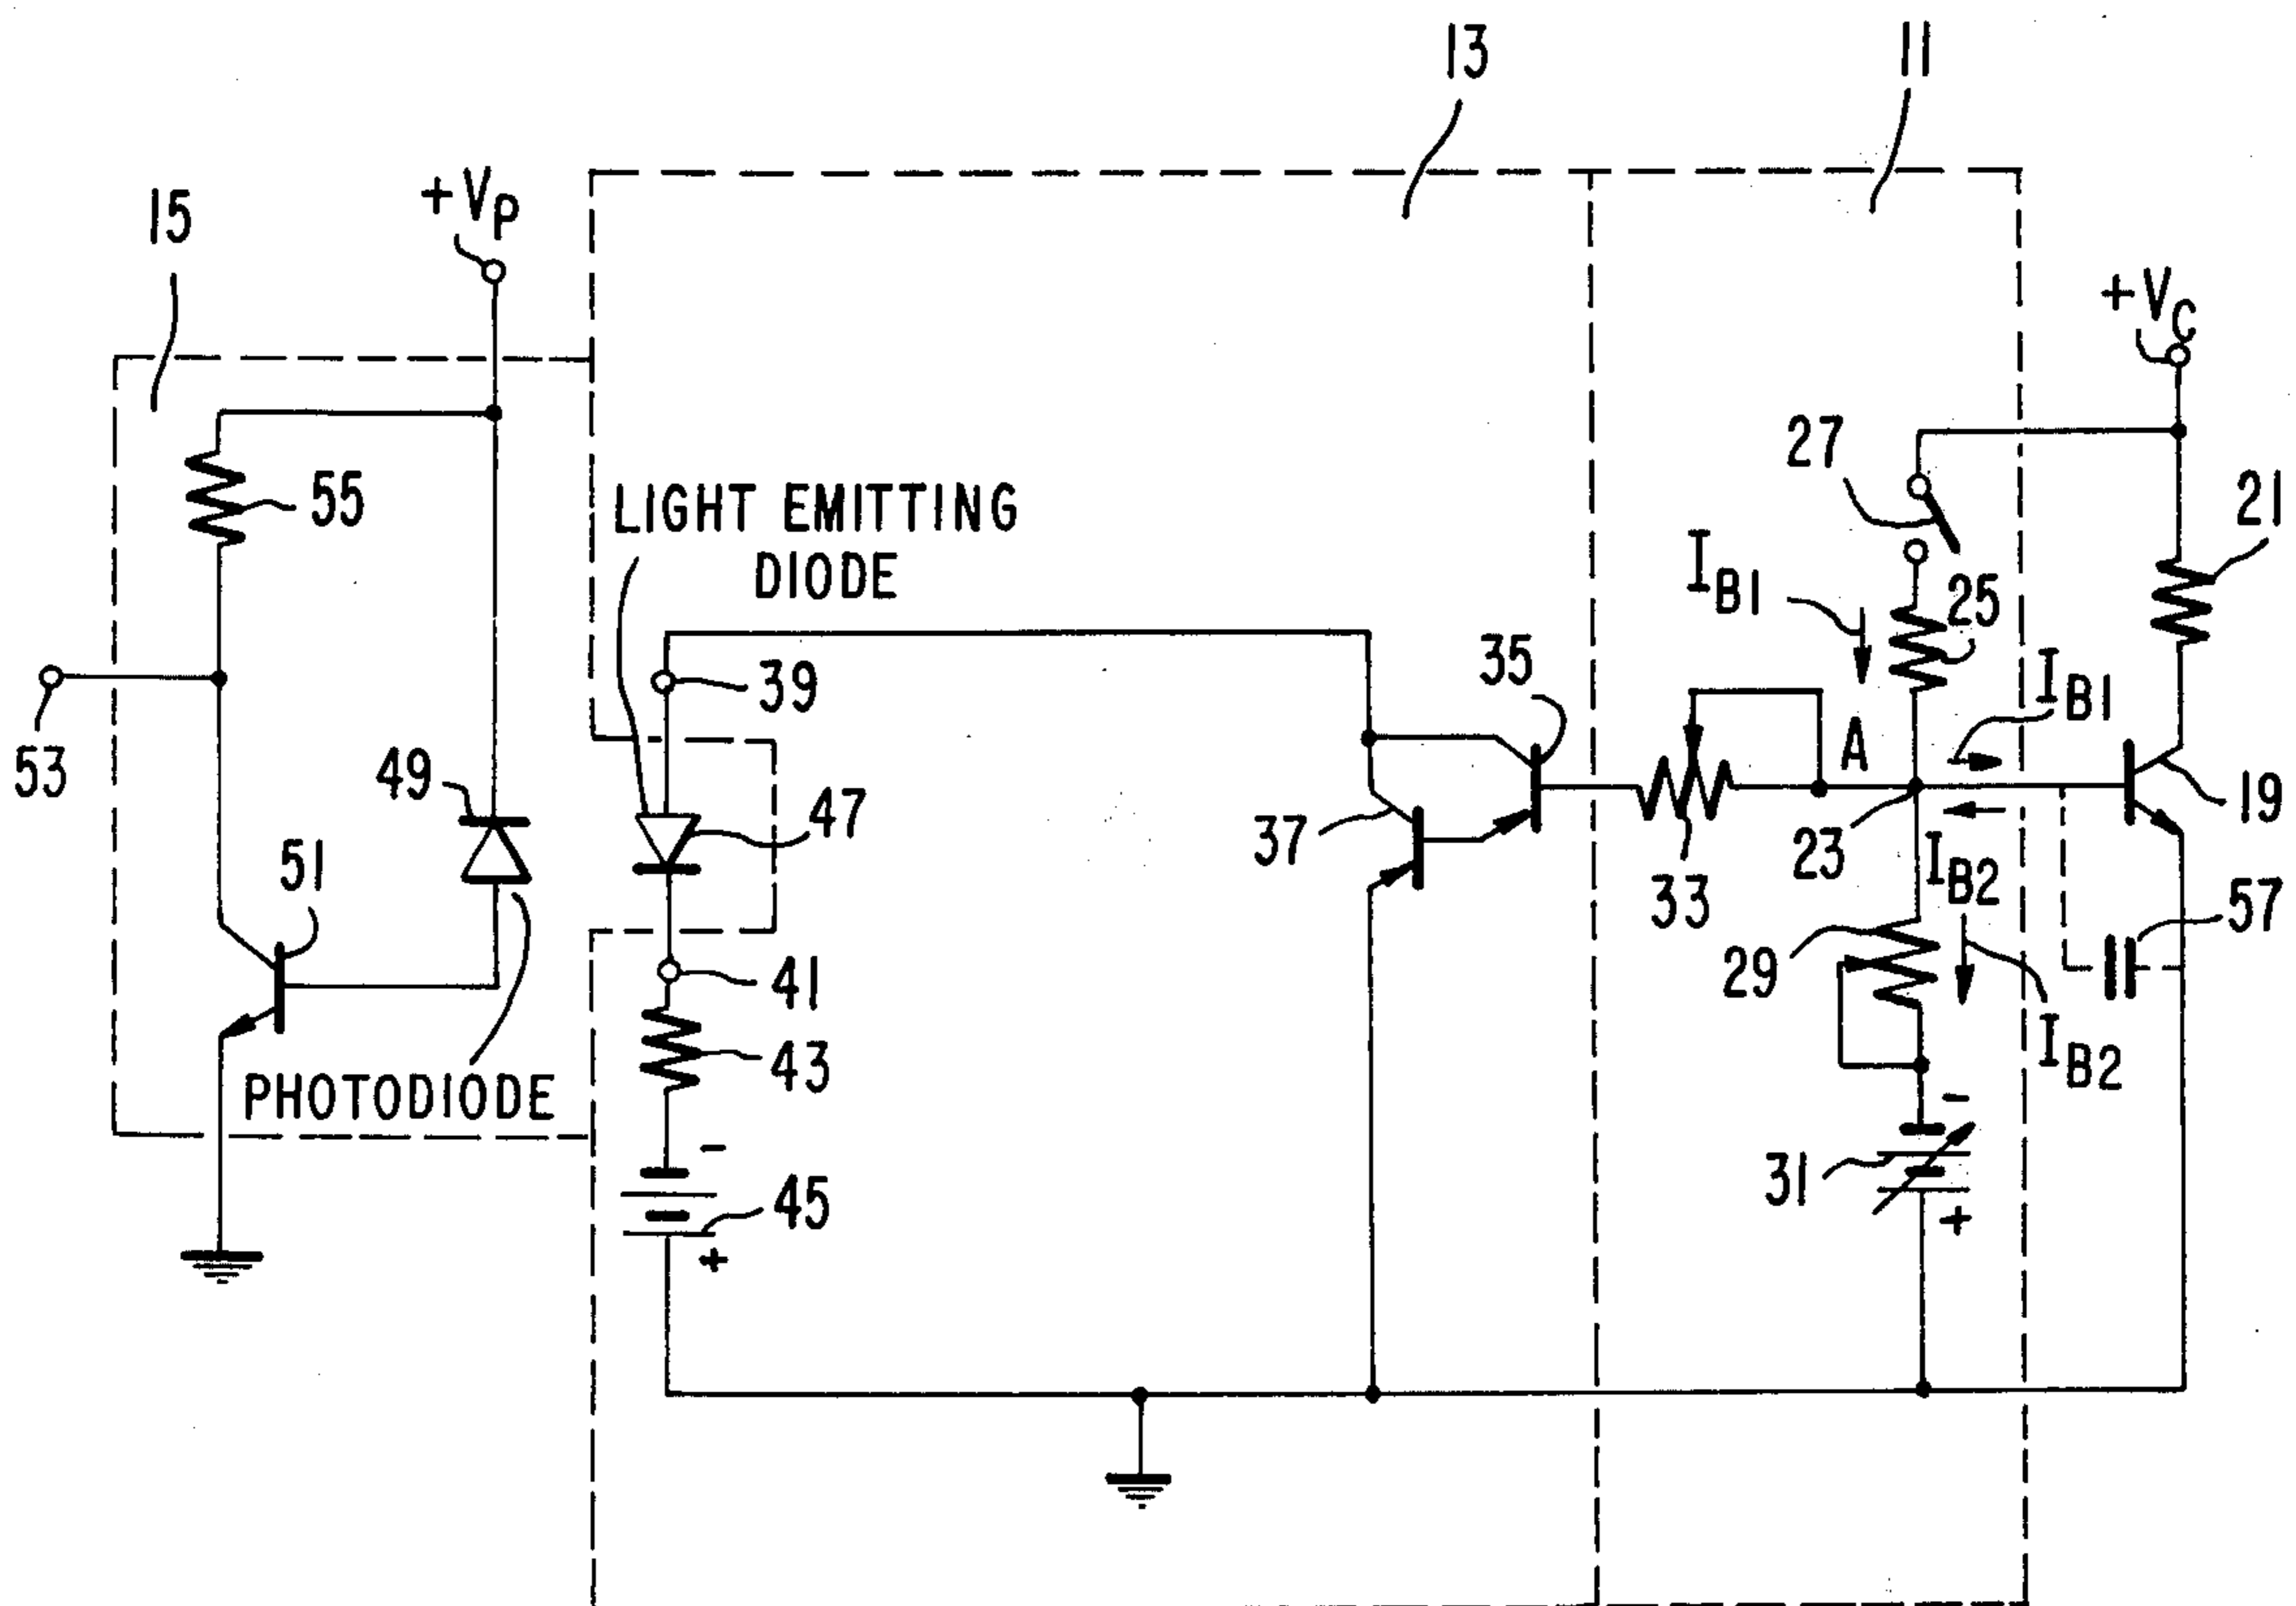 13
11
15
+VP
+VC
27
21
55
LIGHT EMITTING
DIODE
IB1
25
35
39
IB1
A
53
49
47
19
37
23
33
IB2
51
57
29
41
IB2
43
PHOTODIODE
-
-
31
45
+
+